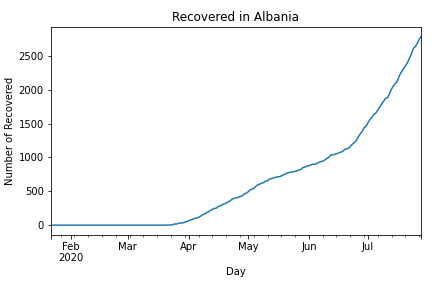 Recovered in Albania
Number of Recovered
2500
2000
1500
1000
500
0
Feb
2020
Mar
Apr
May
Jun
Jul
Day